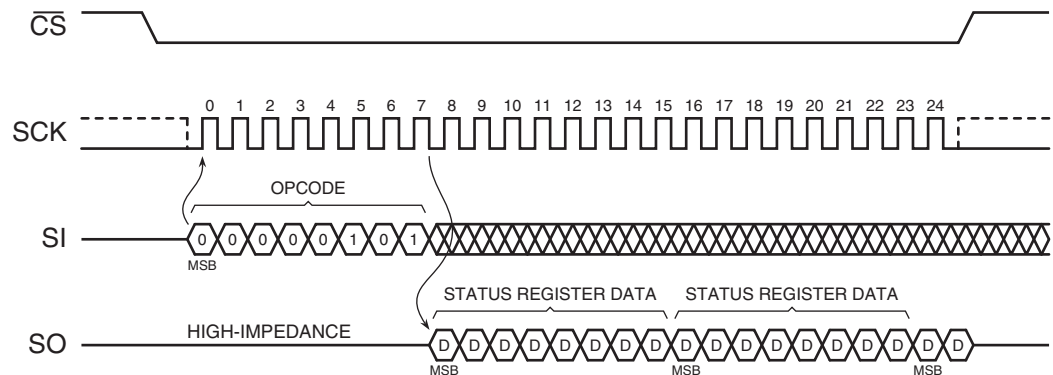 CS
0 1 2 3 4 5 6 7 8 9 10 11 12 13 14 15 16 17 18 19 20 21 22 23 24
SCK
OPCODE
SI 0 0 0 0 0 1 0 1
MSB
STATUS REGISTER DATA STATUS REGISTER DATA
HIGH-IMPEDANCE
SO D D D D D D D D D D D D D D D D D D
MSB MSB MSB